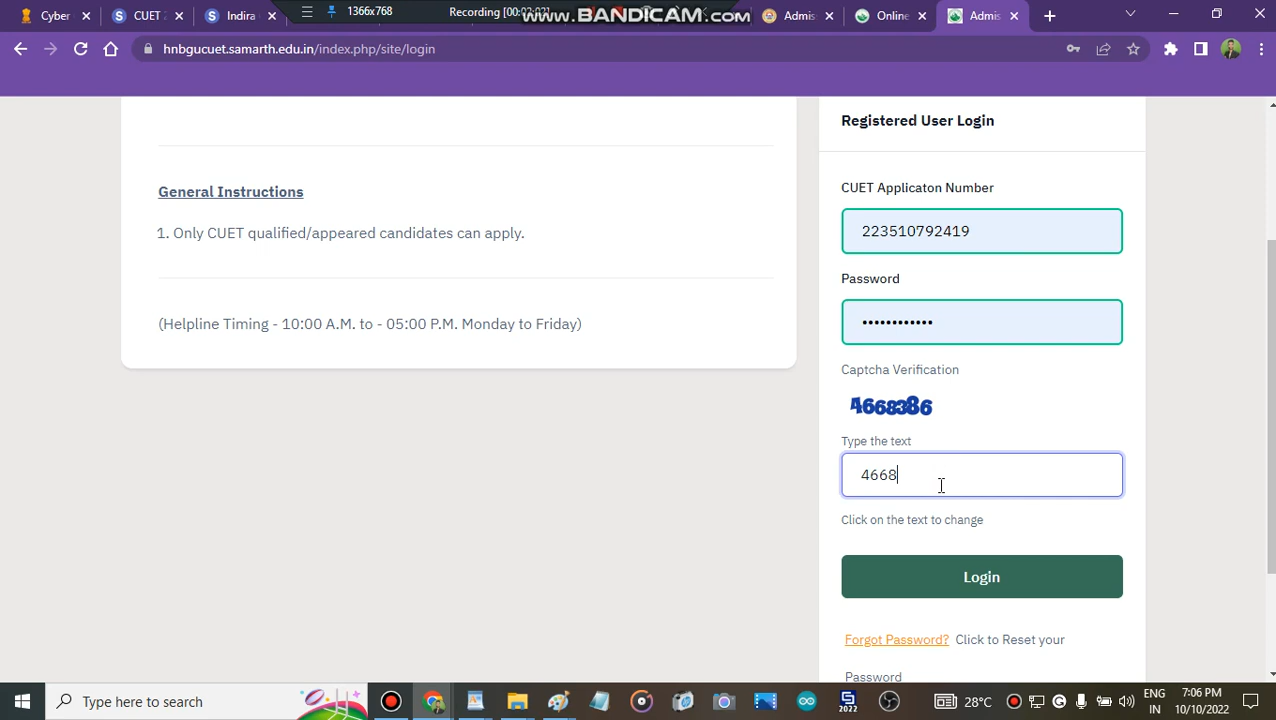 Cyber
CUET
Indira
1366x768
Recording
www.BANDICAM.com
Admis
Online
Admis
hnbgucuet.samarth.edu.in/index.php/site/login
Registered User Login
CUET Applicaton Number
223510792419
Password
••••••••••••
Captcha Verification
4668386
Type the text
4668
Click on the text to change
Login
Forgot Password? Click to Reset your
Password
General Instructions
1. Only CUET qualified/appeared candidates can apply.
(Helpline Timing - 10:00 A.M. to - 05:00 P.M. Monday to Friday)
Type here to search
2022
28°C
ENG
IN
7:06 PM
10/10/2022